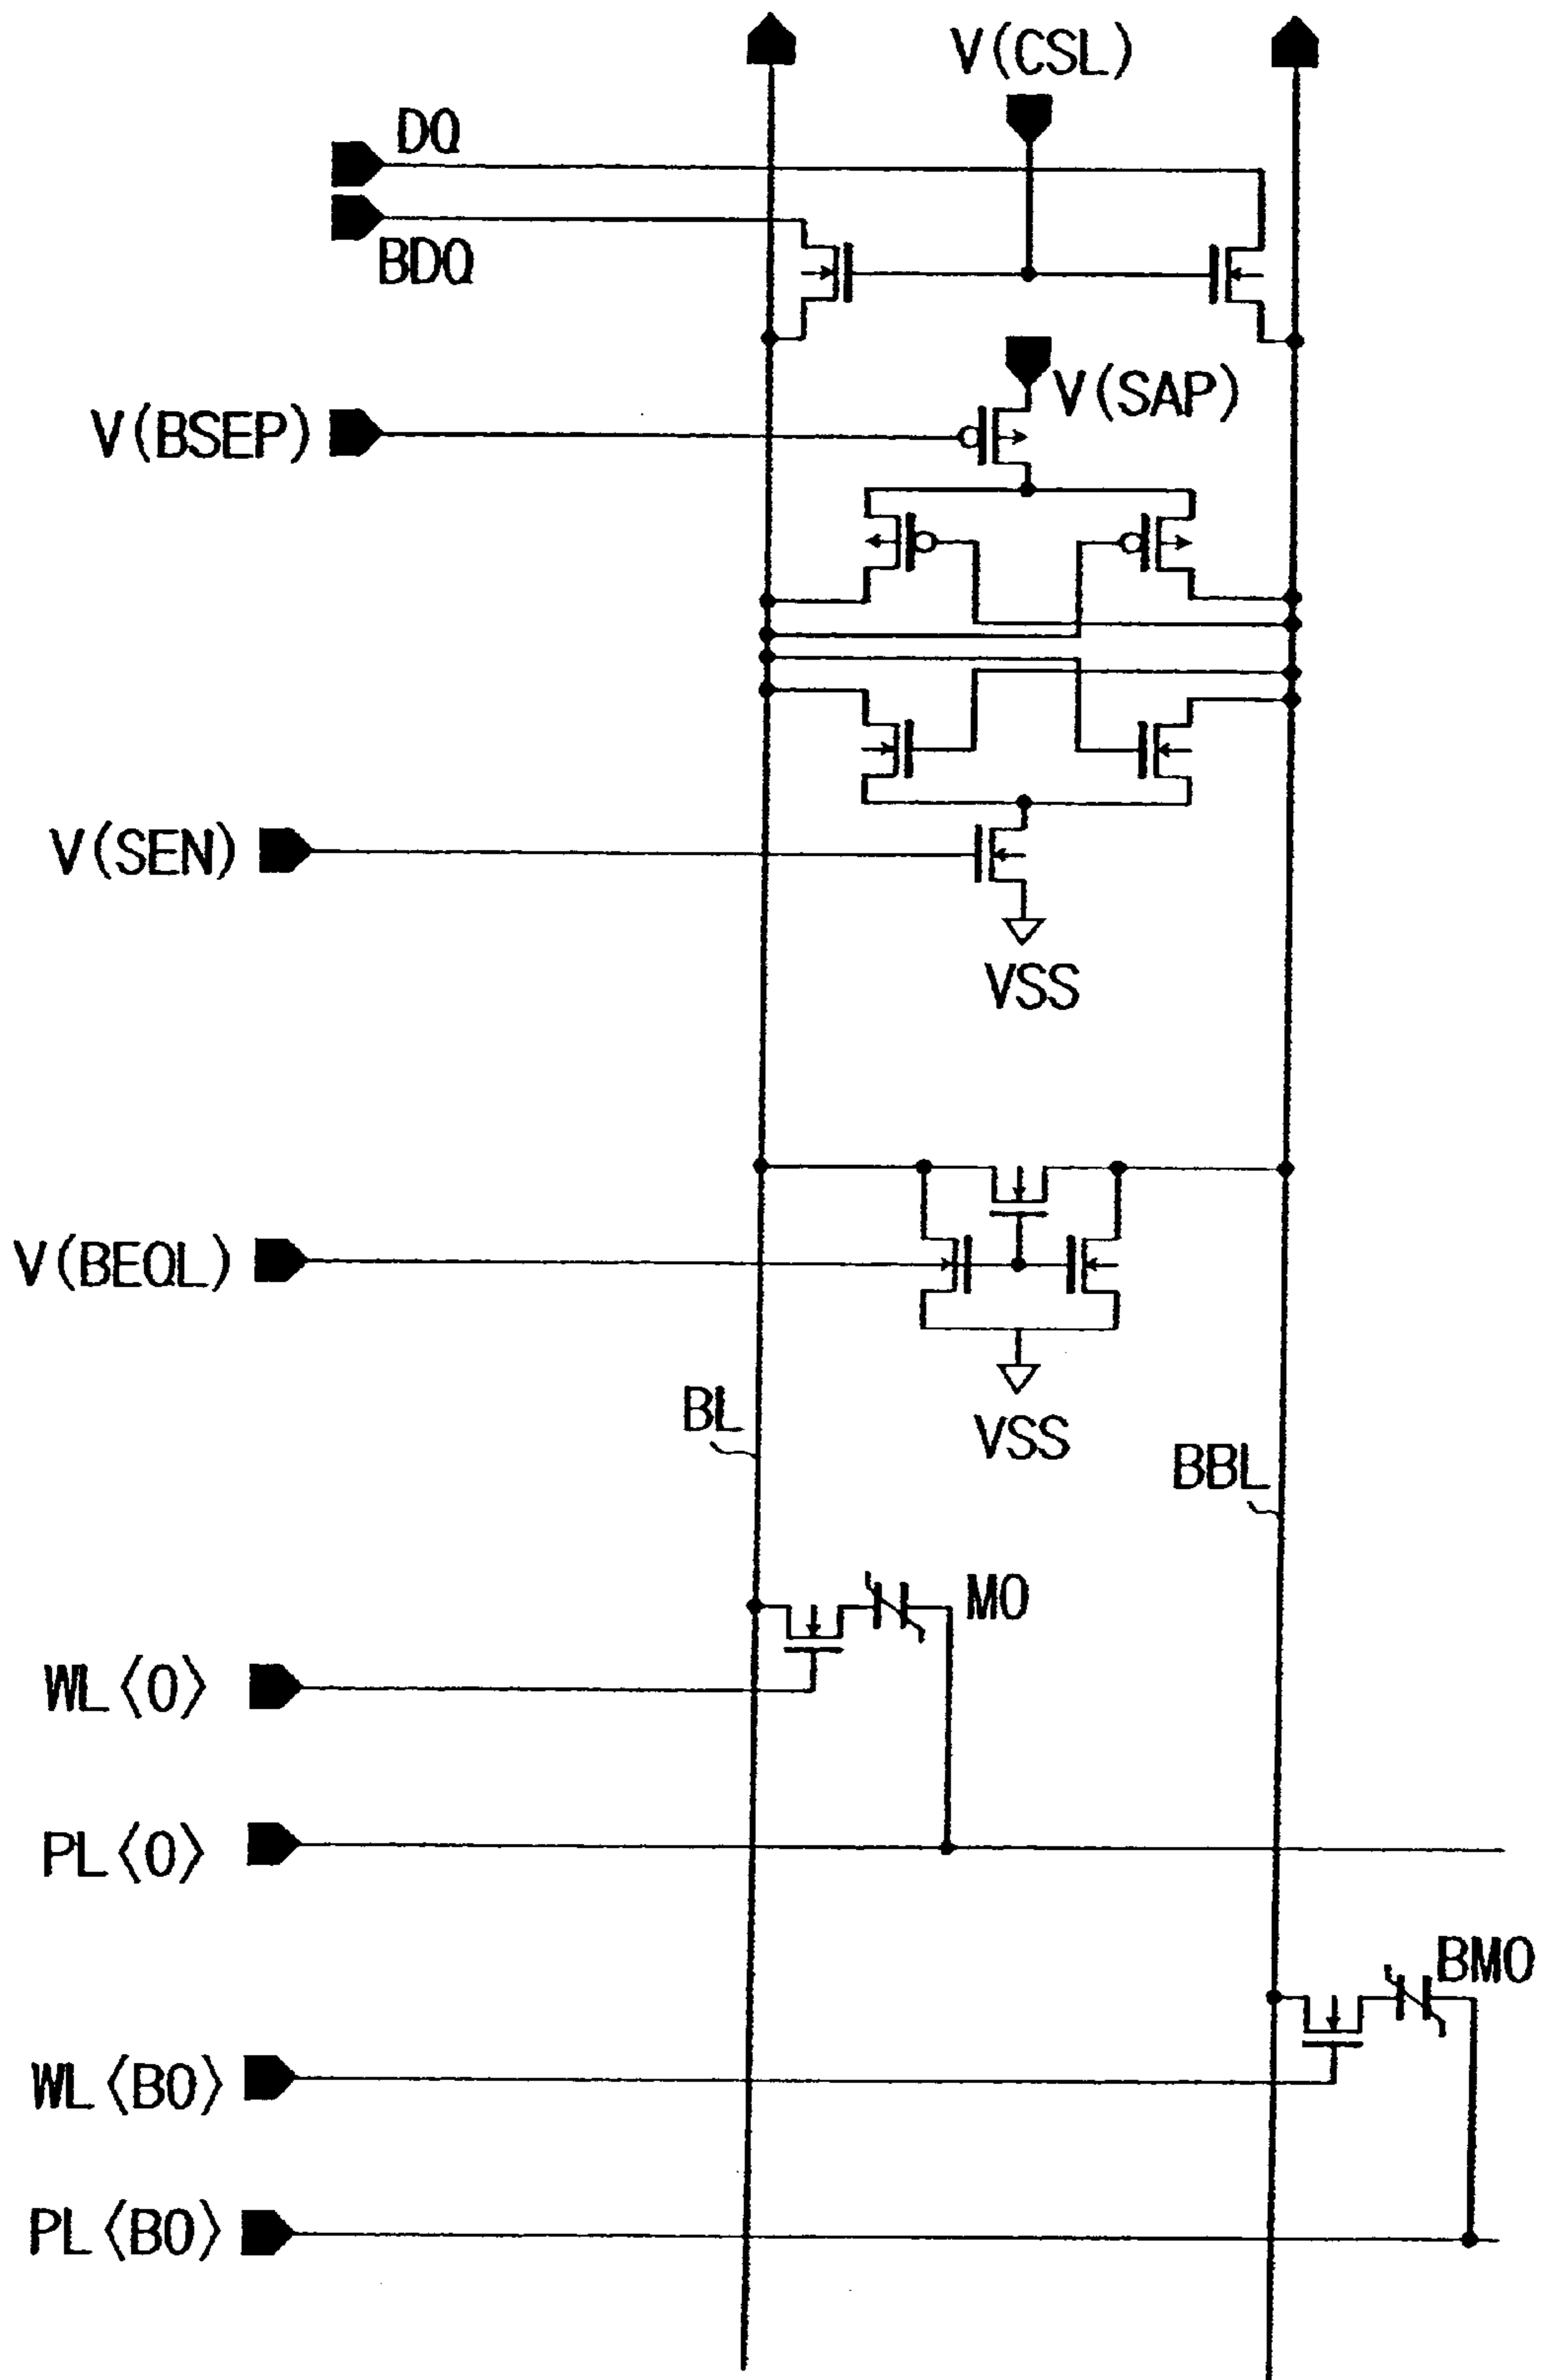 V(CSL)
DQ
BDQ
V(SAP)
V(BSEP)
V(SEN)
VSS
V(BEQL)
BL
VSS
BBL
M0
WL〈0〉
PL〈0〉
BM0
WL〈B0〉
PL〈B0〉